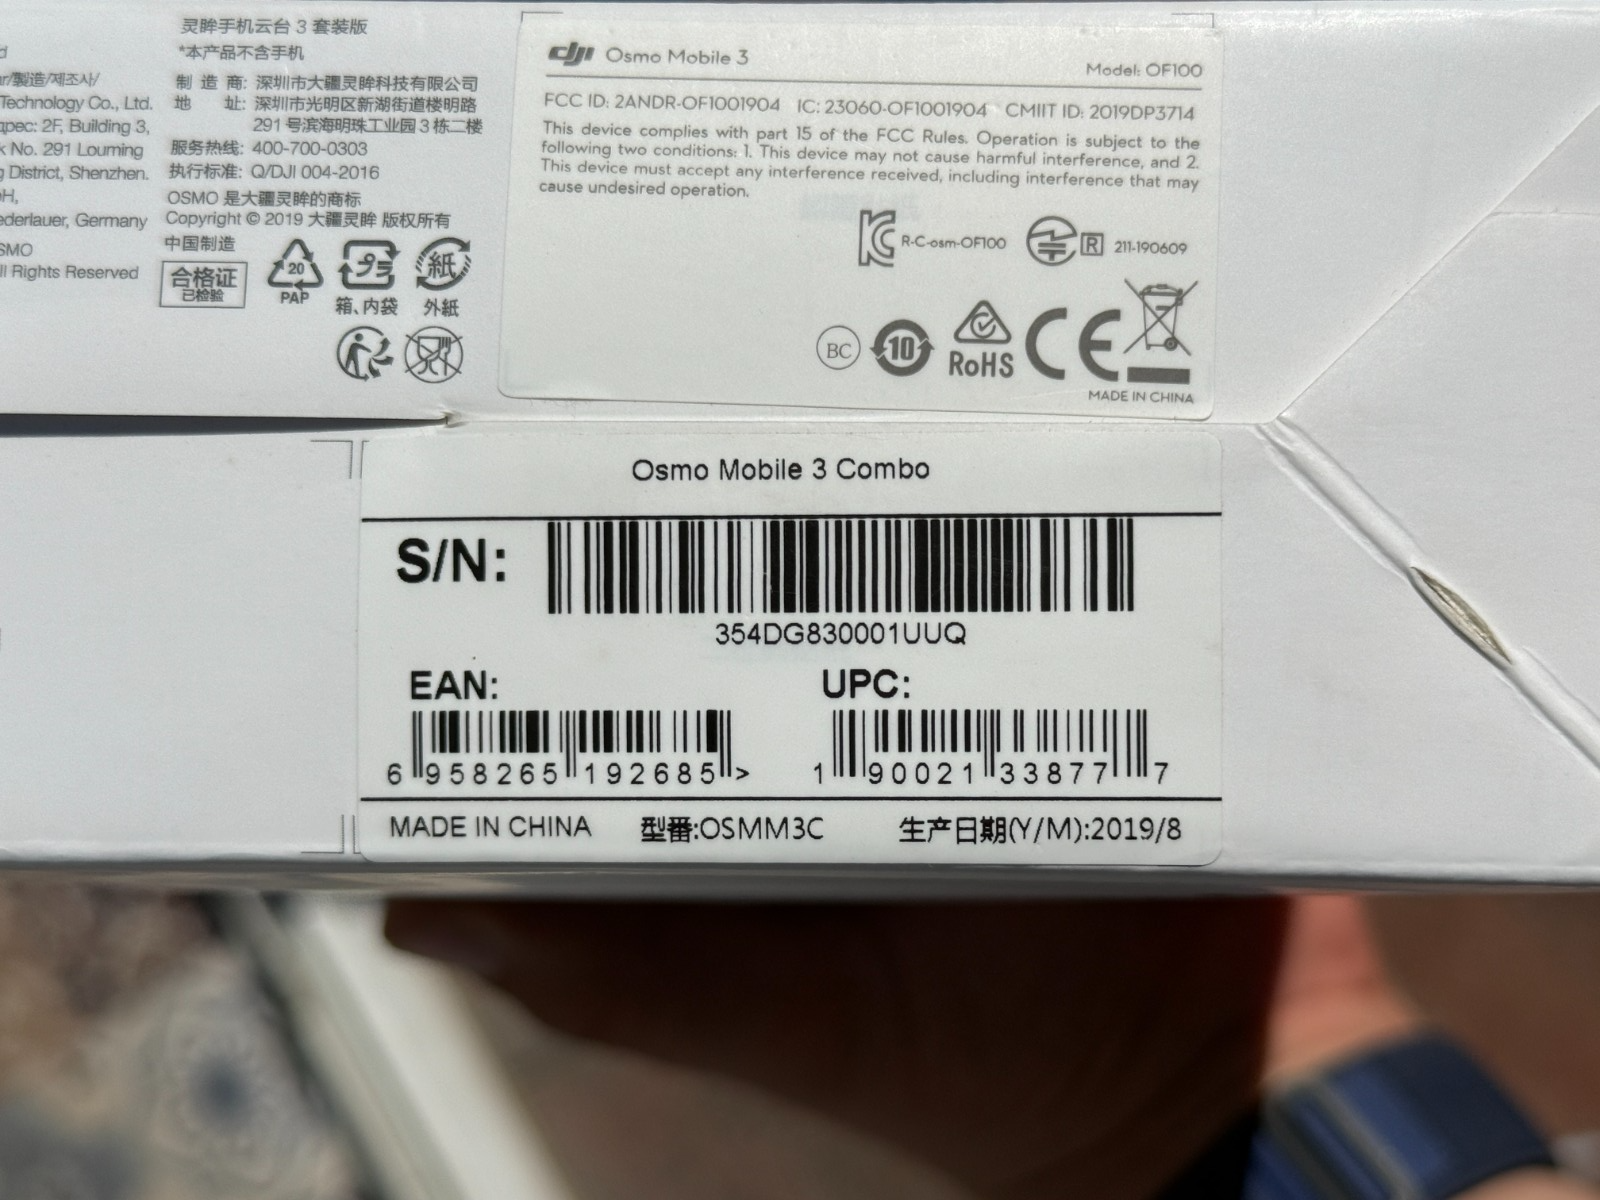 灵眸手机云台 3 套装版
*本产品不含手机
制 造 商: 深圳市大疆灵眸科技有限公司
地 址: 深圳市光明区新湖街道楼明路
291 号滨海明珠工业园 3 栋二楼
服务热线: 400-700-0303
执行标准: Q/DJI 004-2016
OSMO 是大疆灵眸的商标
Copyright © 2019 大疆灵眸 版权所有
中国制造
合格证
已检验
20
PAP
箱、内袋
紙
外紙
/製造/제조사/
Technology Co., Ltd.
2F, Building 3,
No. 291 Louming
District, Shenzhen.
Germany
All Rights Reserved
dji Osmo Mobile 3
Model: OF100
FCC ID: 2ANDR-OF1001904 IC: 23060-OF1001904 CMIIT ID: 2019DP3714
This device complies with part 15 of the FCC Rules. Operation is subject to the
following two conditions: 1. This device may not cause harmful interference, and 2.
This device must accept any interference received, including interference that may
cause undesired operation.
R-C-osm-OF100
R 211-190609
BC 10 RoHS CE
MADE IN CHINA
Osmo Mobile 3 Combo
S/N:
354DG830001UUQ
EAN: UPC:
6 958265 192685 > 1 90021 33877 7
MADE IN CHINA 型番:OSMM3C 生产日期(Y/M):2019/8